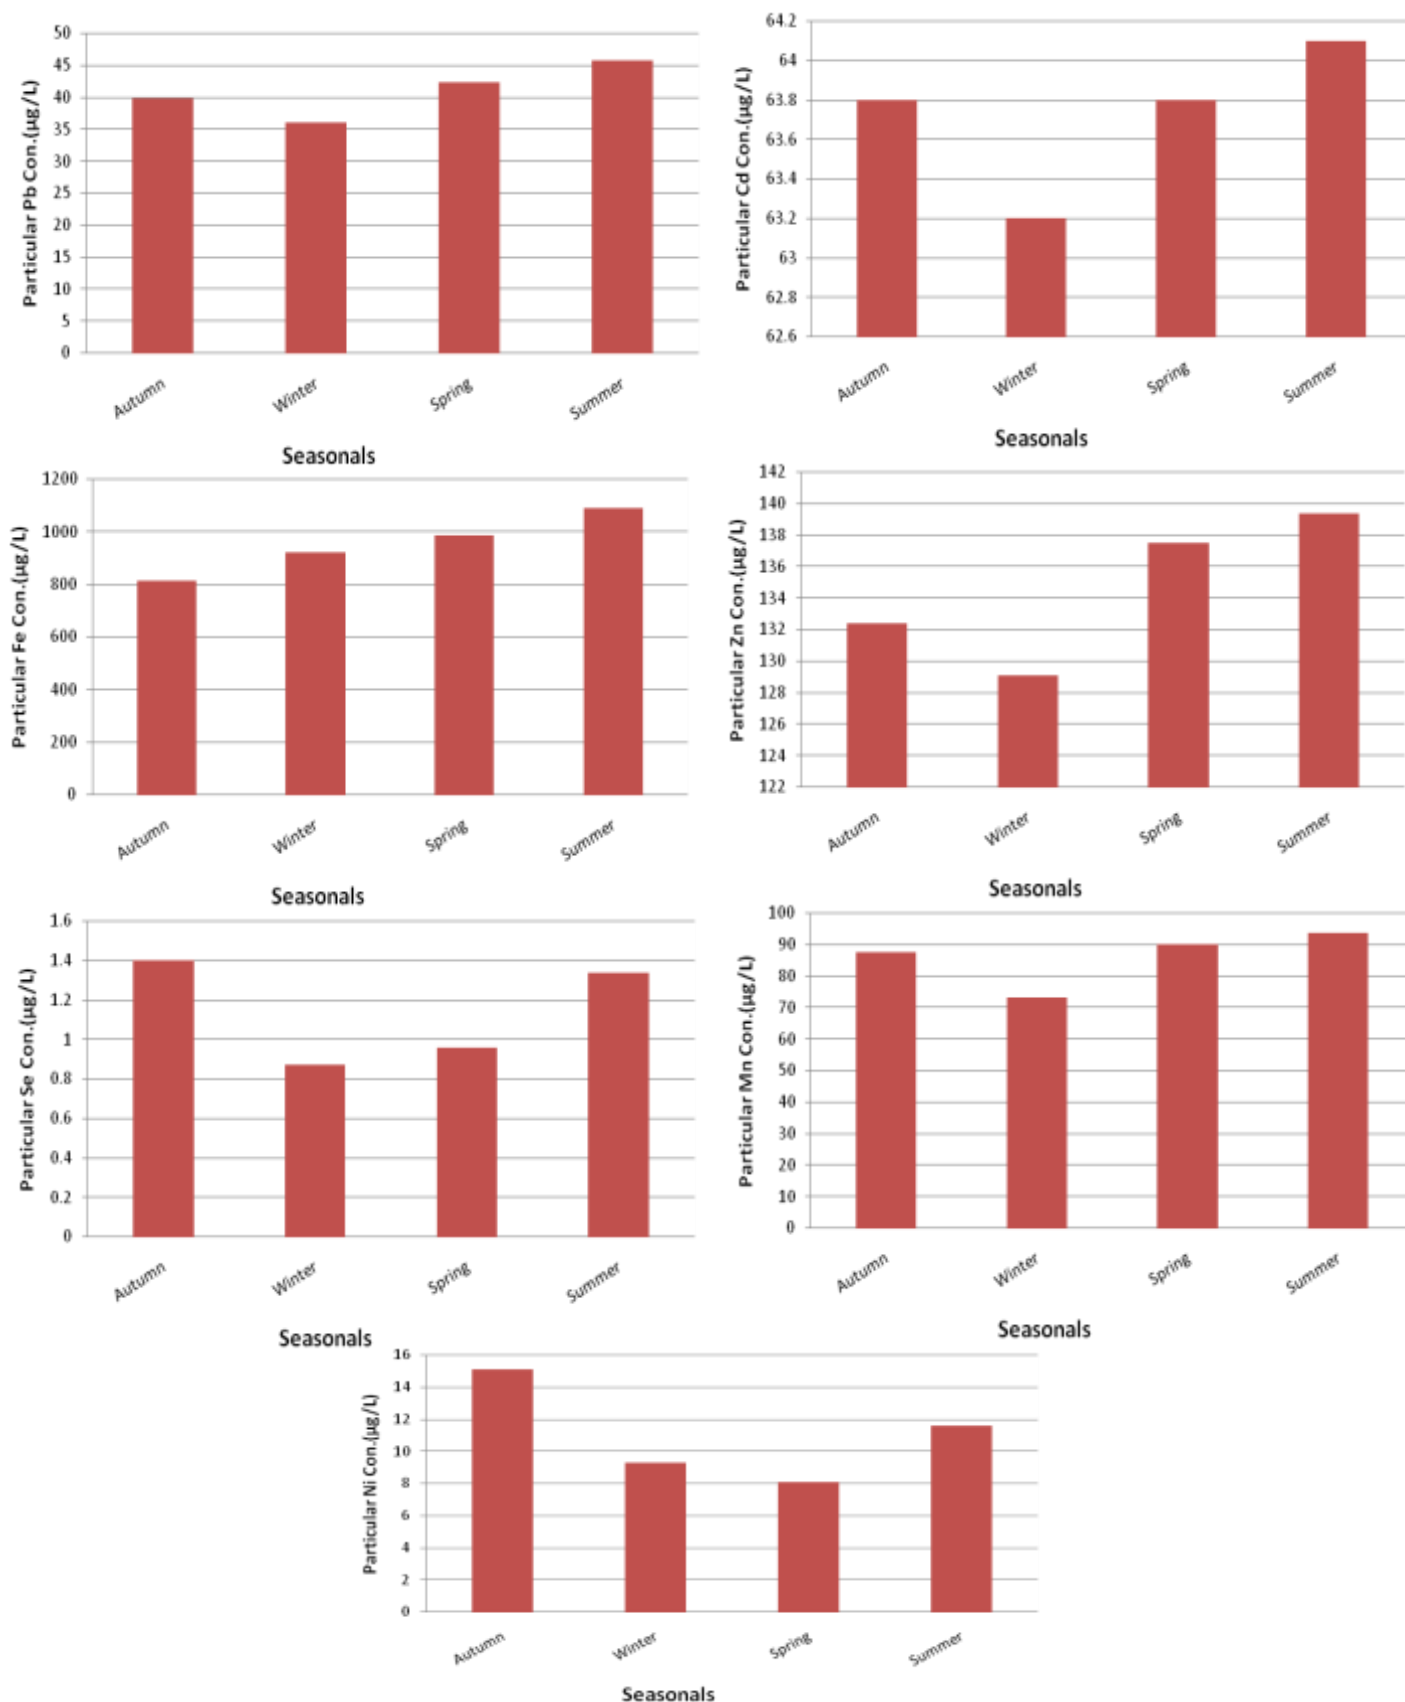 Particular Pb Con.(µg/L)
50
45
40
35
30
25
20
15
10
5
0
Autumn
Winter
Spring
Summer
Seasonals
Particular Cd Con.(µg/L)
64.2
64
63.8
63.6
63.4
63.2
63
62.8
62.6
Autumn
Winter
Spring
Summer
Seasonals
Particular Fe Con.(µg/L)
1200
1000
800
600
400
200
0
Autumn
Winter
Spring
Summer
Seasonals
Particular Zn Con.(µg/L)
142
140
138
136
134
132
130
128
126
124
122
Autumn
Winter
Spring
Summer
Seasonals
Particular Se Con.(µg/L)
1.6
1.4
1.2
1
0.8
0.6
0.4
0.2
0
Autumn
Winter
Spring
Summer
Seasonals
Particular Mn Con.(µg/L)
100
90
80
70
60
50
40
30
20
10
0
Autumn
Winter
Spring
Summer
Seasonals
Particular Ni Con.(µg/L)
16
14
12
10
8
6
4
2
0
Autumn
Winter
Spring
Summer
Seasonals